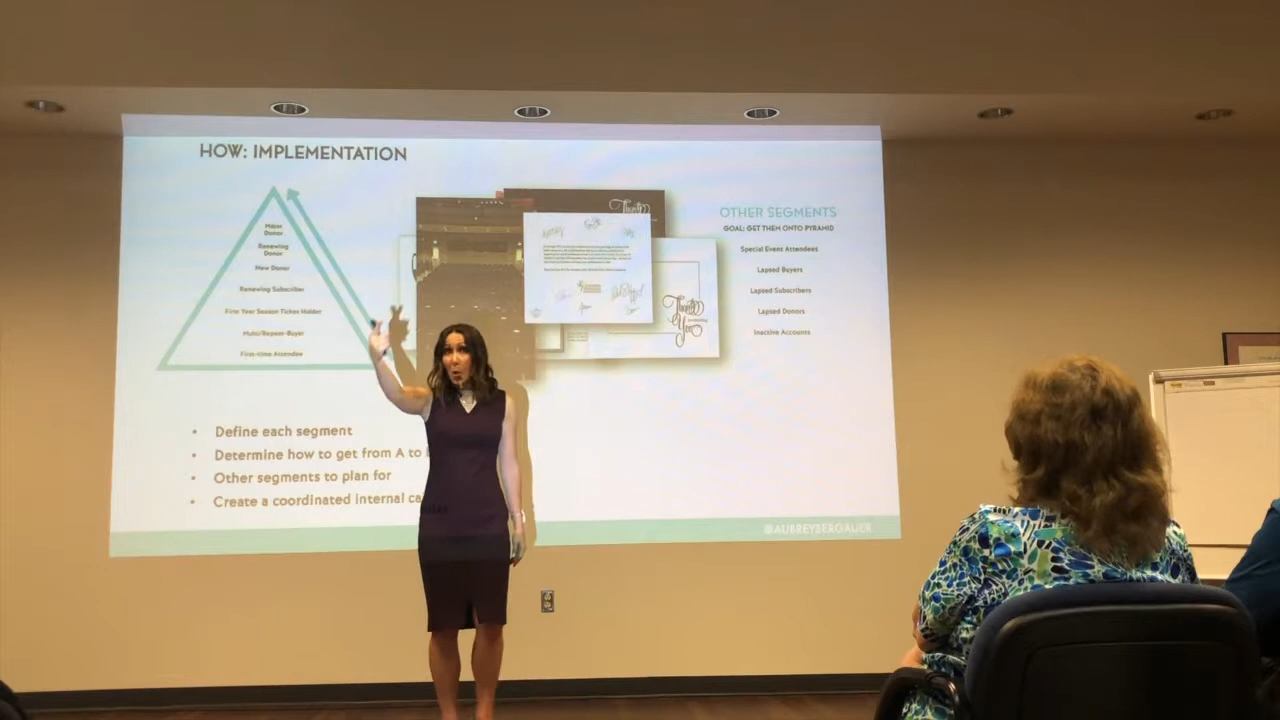 HOW: IMPLEMENTATION
Major
Donor
Renewing
Donor
New Donor
Renewing Subscriber
First Year Season Ticket Holder
Multi/Repeat-Buyer
First-time Attendee
Thank
Thank
You
OTHER SEGMENTS
GOAL: GET THEM ONTO PYRAMID
Special Event Attendees
Lapsed Buyers
Lapsed Subscribers
Lapsed Donors
Inactive Accounts
• Define each segment
• Determine how to get from A to
• Other segments to plan for
• Create a coordinated internal
@AUBREYBERGAUER